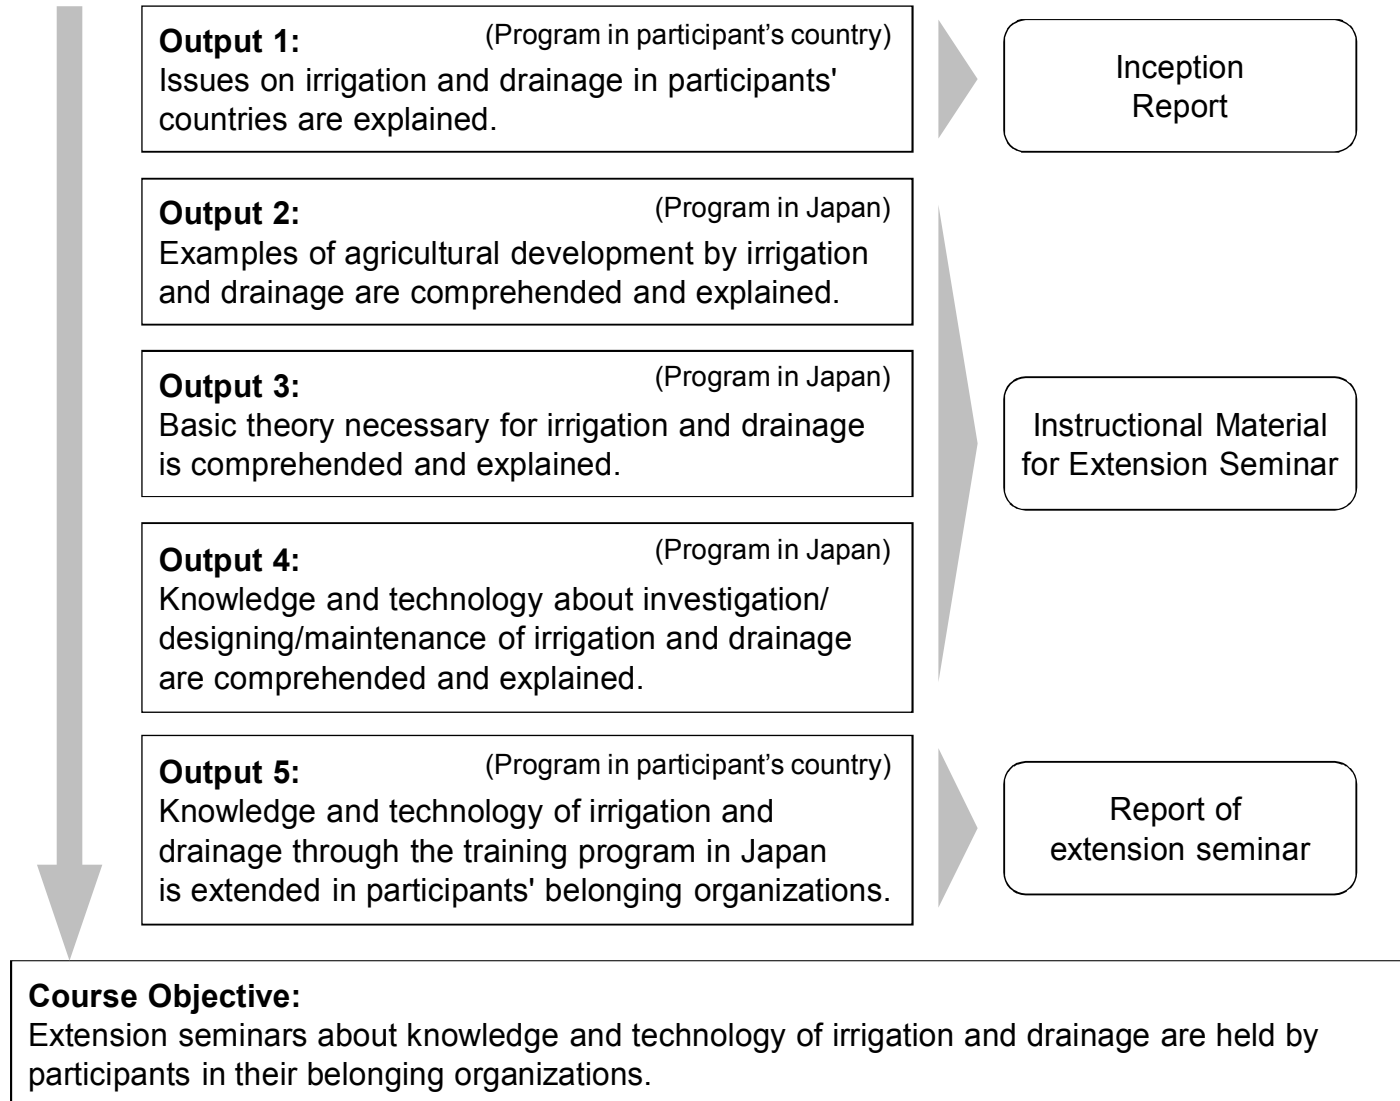 Output 1: (Program in participant’s country)
Issues on irrigation and drainage in participants'
countries are explained.
Inception
Report
Output 2: (Program in Japan)
Examples of agricultural development by irrigation
and drainage are comprehended and explained.
Output 3: (Program in Japan)
Basic theory necessary for irrigation and drainage
is comprehended and explained.
Output 4: (Program in Japan)
Knowledge and technology about investigation/
designing/maintenance of irrigation and drainage
are comprehended and explained.
Instructional Material
for Extension Seminar
Output 5: (Program in participant’s country)
Knowledge and technology of irrigation and
drainage through the training program in Japan
is extended in participants' belonging organizations.
Report of
extension seminar
Course Objective:
Extension seminars about knowledge and technology of irrigation and drainage are held by
participants in their belonging organizations.